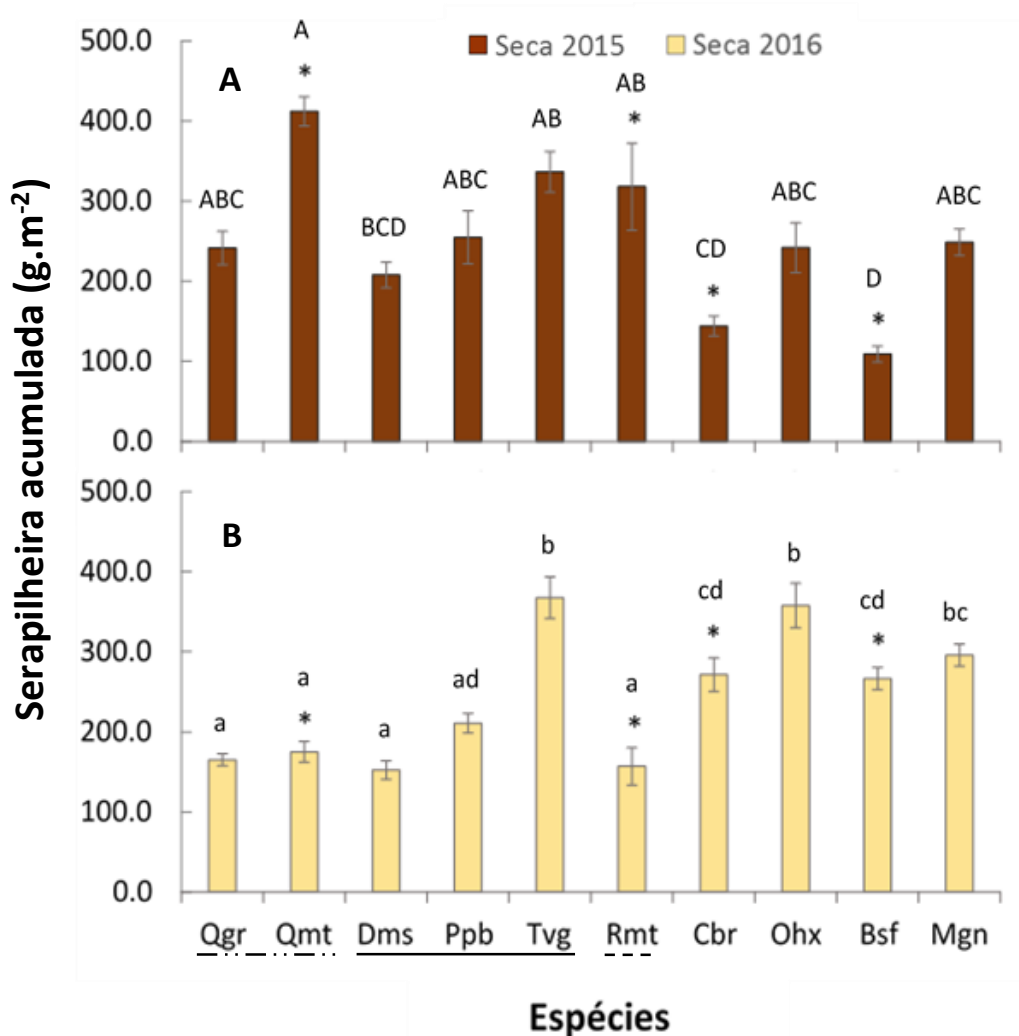 Serapilheira acumulada (g.m⁻²)
Seca 2015 Seca 2016
A
500.0
400.0
300.0
200.0
100.0
0.0
ABC
A
*
BCD
ABC
AB
AB
*
CD
*
ABC
D
*
ABC
B
500.0
400.0
300.0
200.0
100.0
0.0
a
a
*
a
ad
b
a
*
cd
*
b
cd
*
bc
Qgr Qmt Dms Ppb Tvg Rmt Cbr Ohx Bsf Mgn
Espécies